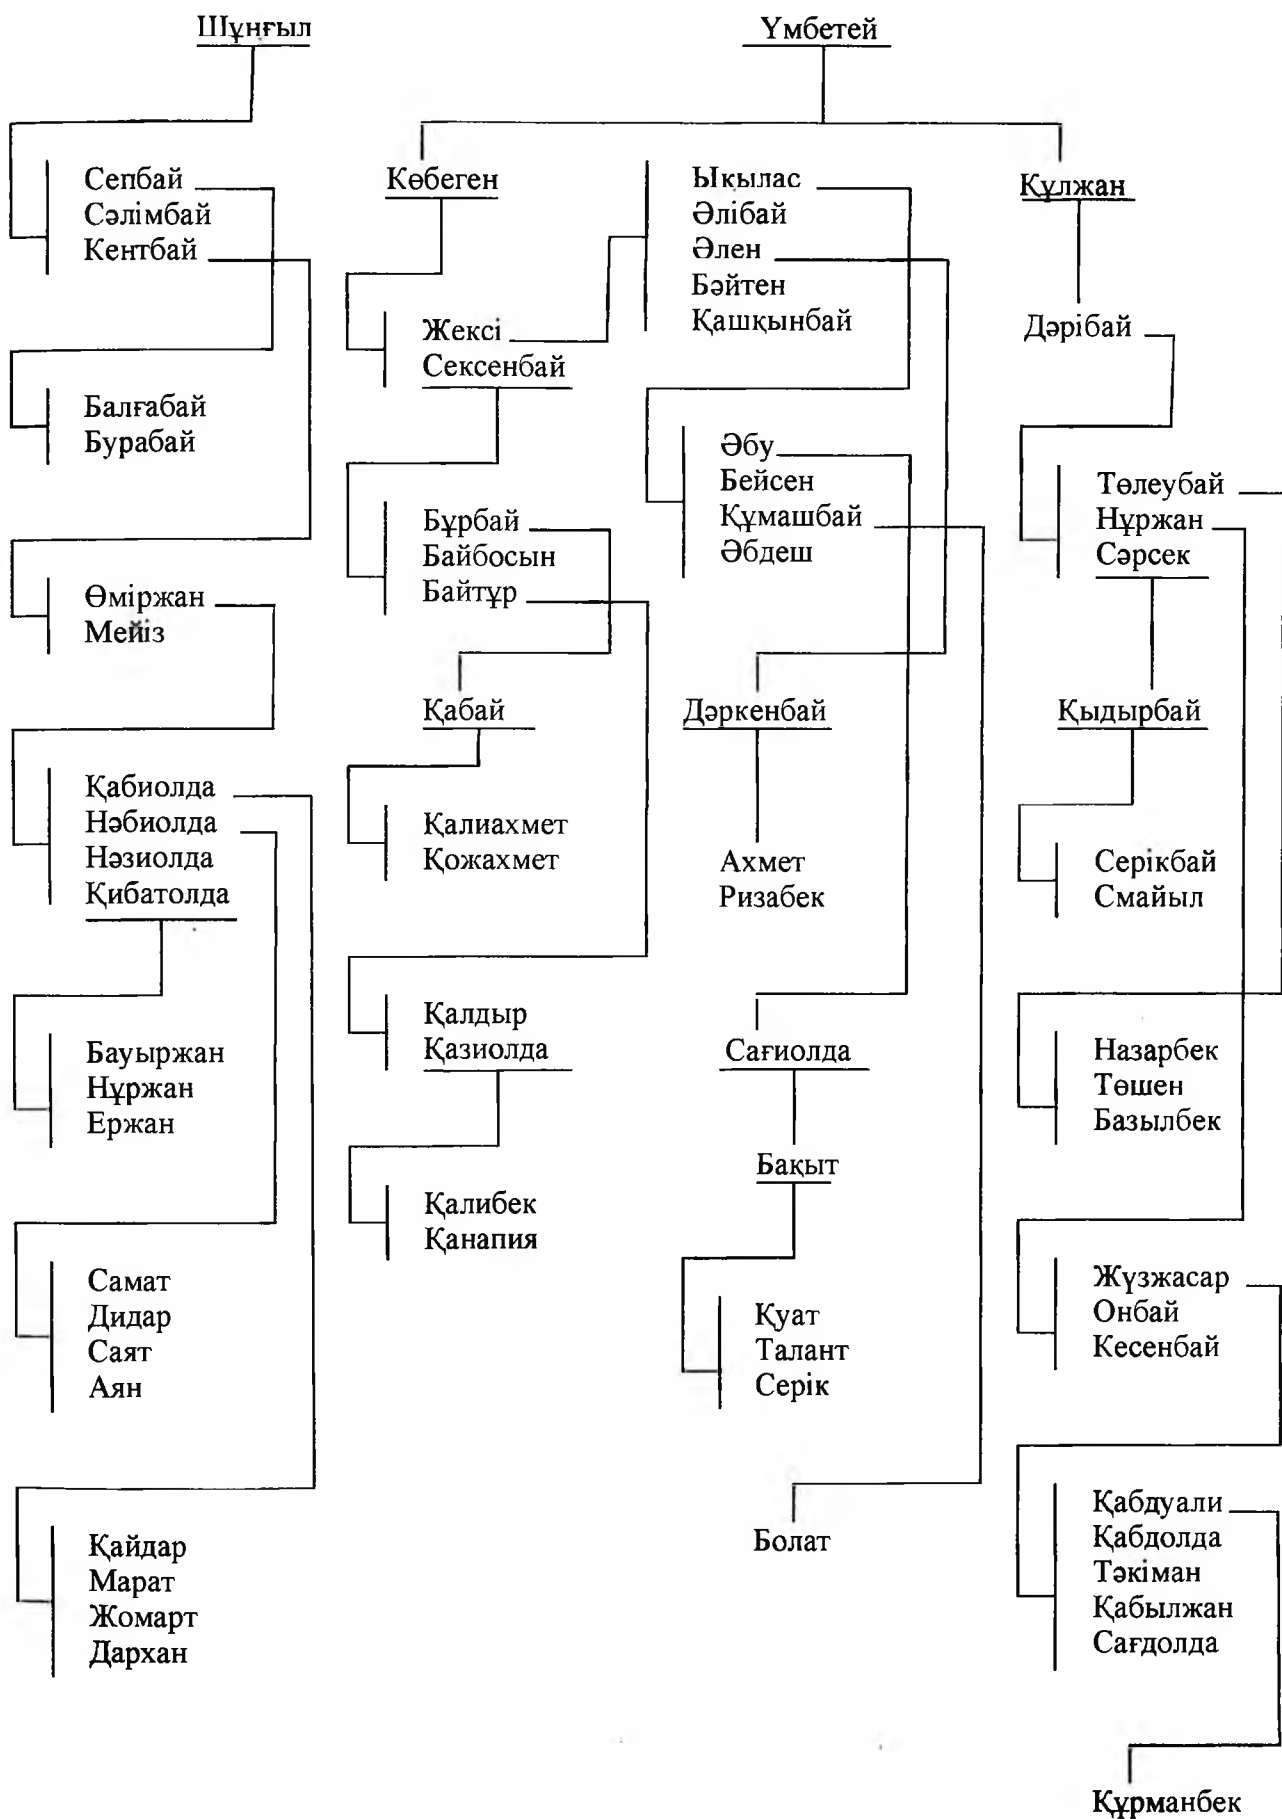 Шұнғыл
Үмбетей
Сепбай
Сәлімбай
Кентбай
Көбеген
Ықылас
Әлібай
Әлен
Бәйтен
Қашқынбай
Құлжан
Жексі
Сексенбай
Дәрібай
Балғабай
Бурабай
Әбу
Бейсен
Құмашбай
Әбдеш
Төлеубай
Нұржан
Сәрсек
Бұрбай
Байбосын
Байтұр
Өміржан
Мейіз
Қабай
Дәркенбай
Қыдырбай
Қабиолда
Нәбиолда
Нәзиолда
Қибатолда
Қалиахмет
Қожахмет
Ахмет
Ризабек
Серікбай
Смайыл
Қалдыр
Қазиолда
Сағиолда
Бауыржан
Нұржан
Ержан
Назарбек
Төшен
Базылбек
Бақыт
Қалибек
Қанапия
Самат
Дидар
Саят
Аян
Қуат
Талант
Серік
Жүзжасар
Онбай
Кесенбай
Қайдар
Марат
Жомарт
Дархан
Болат
Қабдуали
Қабдолда
Тәкіман
Қабылжан
Сағдолда
Құрманбек